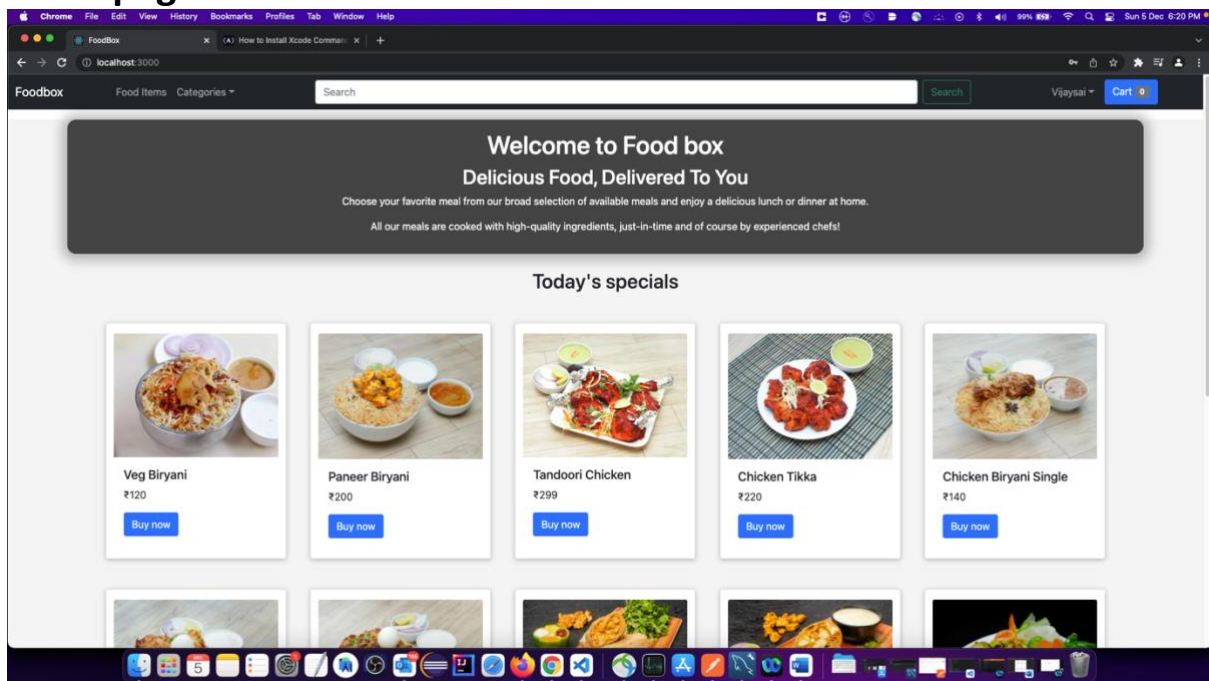 Chrome File Edit View History Bookmarks Profiles Tab Window Help 99% Sun 5 Dec 6:20 PM
FoodBox How to Install Xcode Comman
localhost:3000
Foodbox Food Items Categories Search Search Vijaysai Cart 0
Welcome to Food box
Delicious Food, Delivered To You
Choose your favorite meal from our broad selection of available meals and enjoy a delicious lunch or dinner at home.
All our meals are cooked with high-quality ingredients, just-in-time and of course by experienced chefs!
Today's specials
Veg Biryani
₹120
Buy now
Paneer Biryani
₹200
Buy now
Tandoori Chicken
₹299
Buy now
Chicken Tikka
₹220
Buy now
Chicken Biryani Single
₹140
Buy now
5